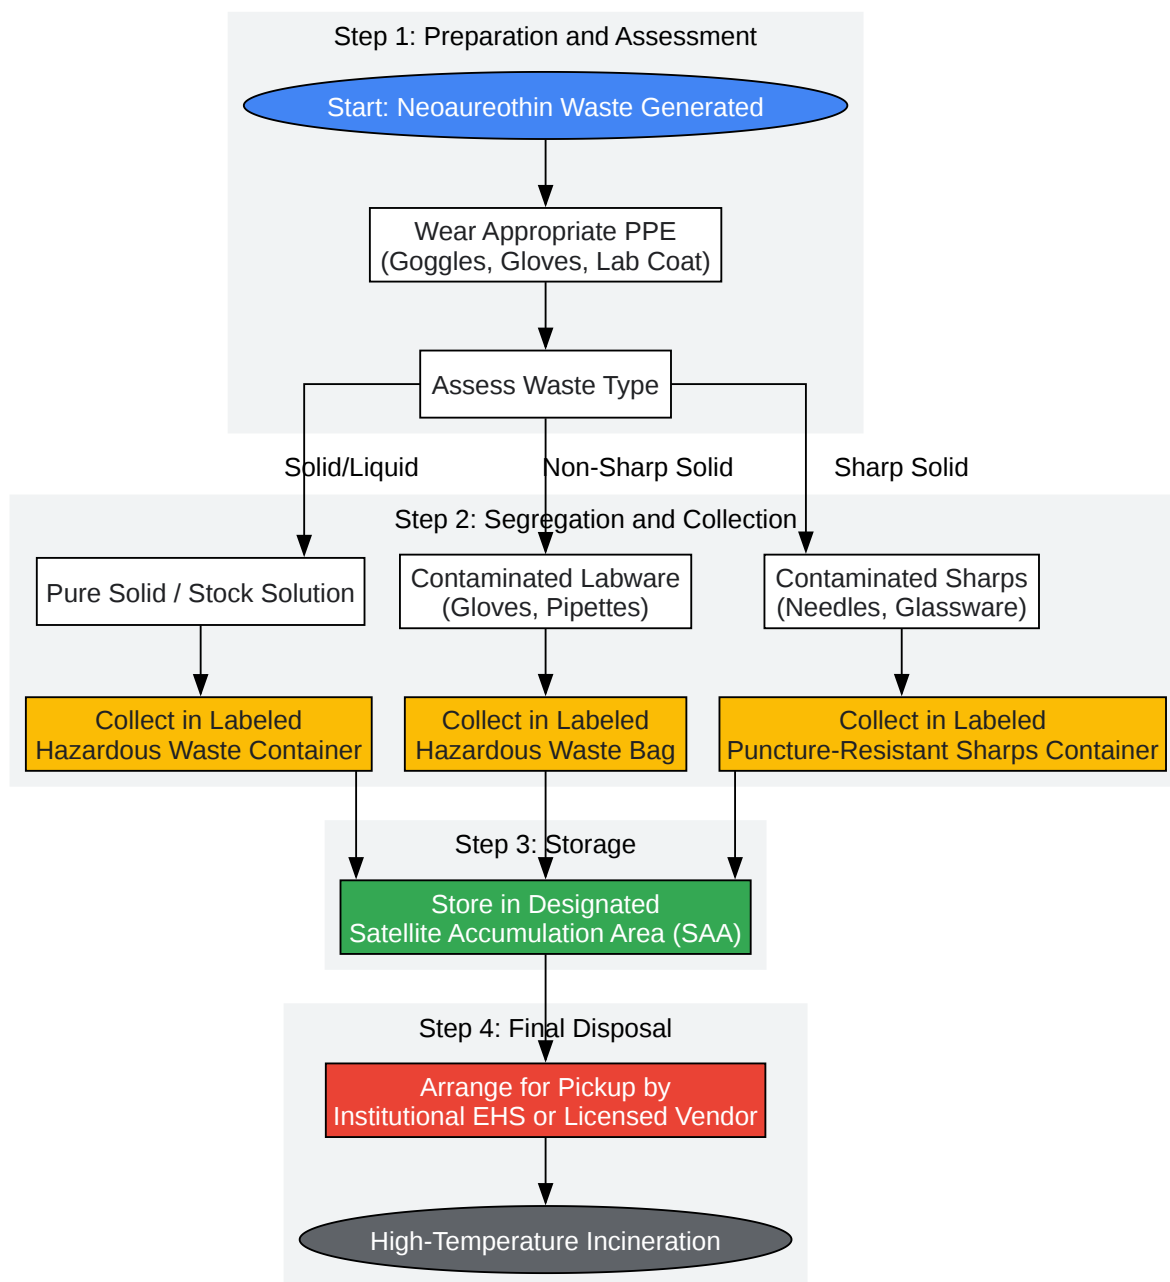 Step 1: Preparation and Assessment
Start: Neoaureothin Waste Generated
Wear Appropriate PPE
(Goggles, Gloves, Lab Coat)
Assess Waste Type
Solid/Liquid
Non-Sharp Solid
Sharp Solid
Step 2: Segregation and Collection
Pure Solid / Stock Solution
Contaminated Labware
(Gloves, Pipettes)
Contaminated Sharps
(Needles, Glassware)
Collect in Labeled
Hazardous Waste Container
Collect in Labeled
Hazardous Waste Bag
Collect in Labeled
Puncture-Resistant Sharps Container
Step 3: Storage
Store in Designated
Satellite Accumulation Area (SAA)
Step 4: Final Disposal
Arrange for Pickup by
Institutional EHS or Licensed Vendor
High-Temperature Incineration